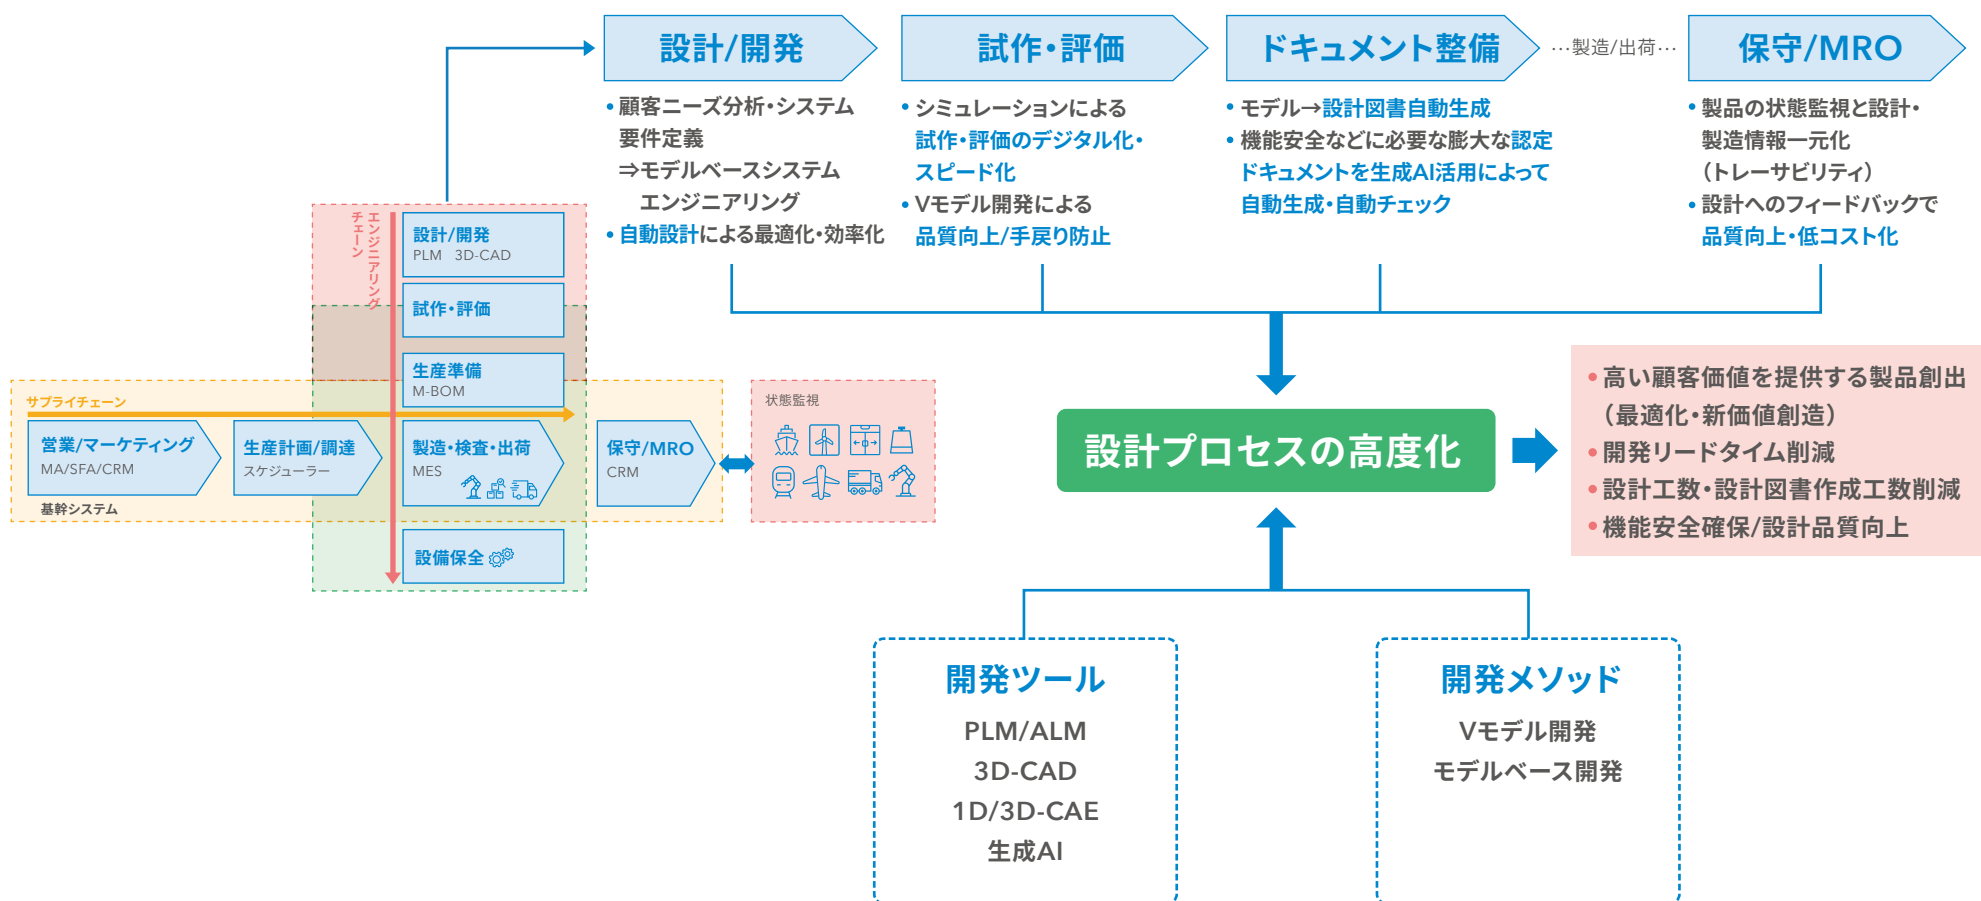 設計/開発
試作・評価
ドキュメント整備
…製造/出荷…
保守/MRO
•顧客ニーズ分析・システム
要件定義
⇒モデルベースシステム
エンジニアリング
•自動設計による最適化・効率化
•シミュレーションによる
試作・評価のデジタル化・
スピード化
•Vモデル開発による
品質向上/手戻り防止
•モデル→設計図書自動生成
•機能安全などに必要な膨大な認定
ドキュメントを生成AI活用によって
自動生成・自動チェック
•製品の状態監視と設計・
製造情報一元化
（トレーサビリティ）
•設計へのフィードバックで
品質向上・低コスト化
エンジニアリング
チェーン
設計/開発
PLM 3D-CAD
試作・評価
生産準備
M-BOM
サプライチェーン
営業/マーケティング
MA/SFA/CRM
生産計画/調達
スケジューラー
製造・検査・出荷
MES
保守/MRO
CRM
基幹システム
設備保全
状態監視
設計プロセスの高度化
•高い顧客価値を提供する製品創出
（最適化・新価値創造）
•開発リードタイム削減
•設計工数・設計図書作成工数削減
•機能安全確保/設計品質向上
開発ツール
PLM/ALM
3D-CAD
1D/3D-CAE
生成AI
開発メソッド
Vモデル開発
モデルベース開発